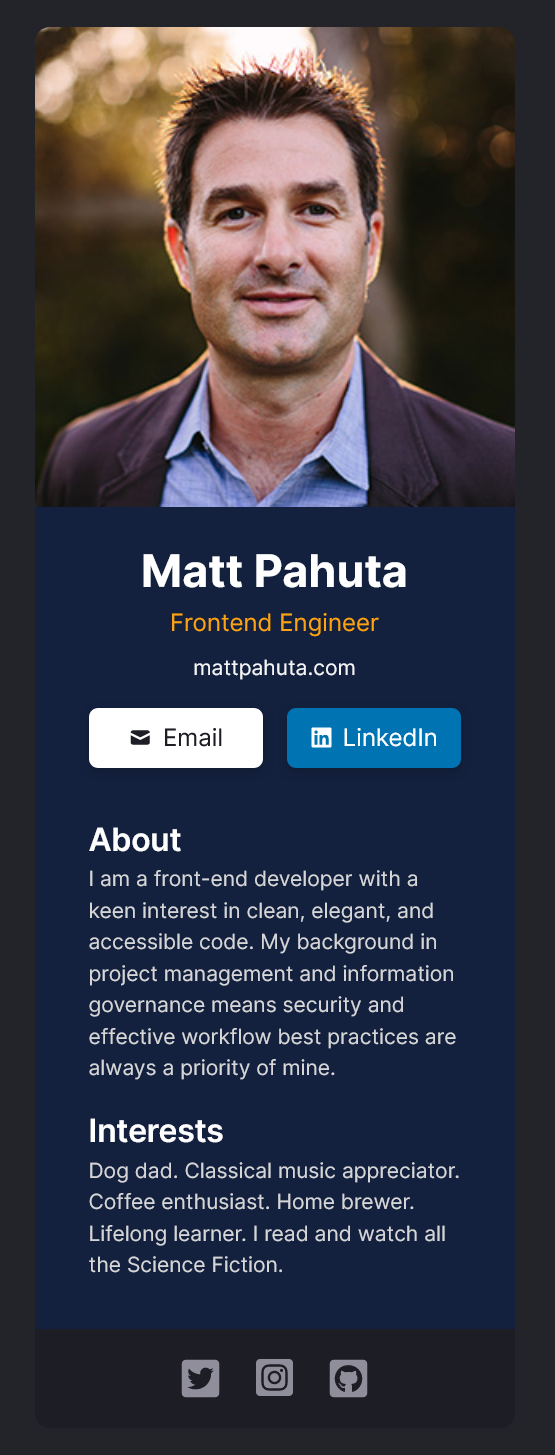 Matt Pahuta
Frontend Engineer
mattpahuta.com
Email
LinkedIn
About
I am a front-end developer with a
keen interest in clean, elegant, and
accessible code. My background in
project management and information
governance means security and
effective workflow best practices are
always a priority of mine.
Interests
Dog dad. Classical music appreciator.
Coffee enthusiast. Home brewer.
Lifelong learner. I read and watch all
the Science Fiction.